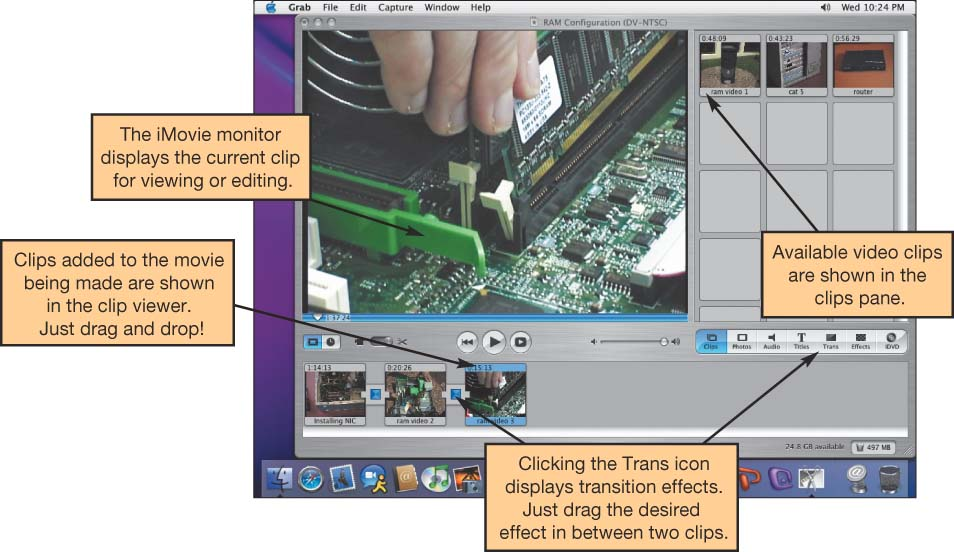 Grab File Edit Capture Window Help
Wed 10:24 PM
RAM Configuration (DV-NTSC)
0:48:09
0:43:23
0:56:29
ram video 1
cat 5
router
The iMovie monitor
displays the current clip
for viewing or editing.
Available video clips
are shown in the
clips pane.
Clips added to the movie
being made are shown
in the clip viewer.
Just drag and drop!
Clips
Photos
Audio
Titles
Trans
Effects
iDVD
1:14:13
0:20:26
0:15:13
Installing NIC
ram video 2
ram video 3
24.8 GB available
497 MB
Clicking the Trans icon
displays transition effects.
Just drag the desired
effect in between two clips.